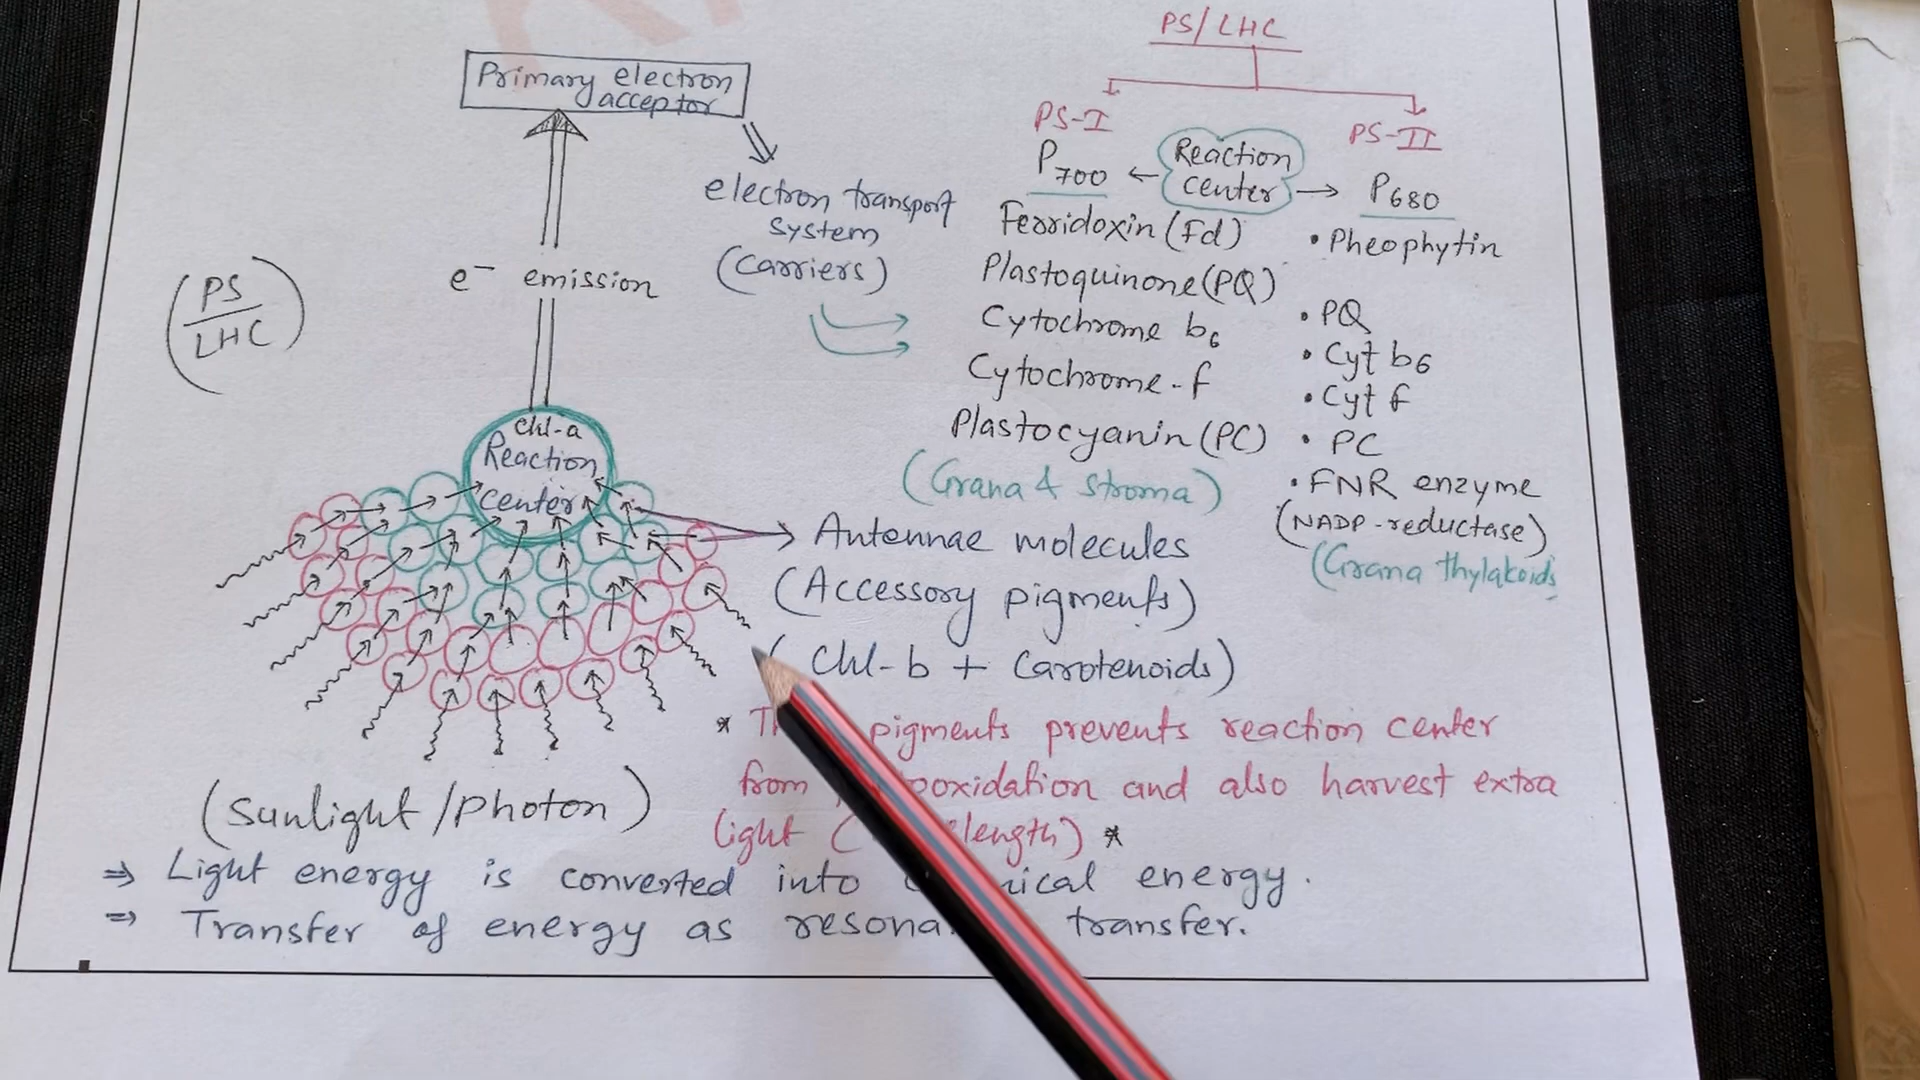 Primary electron
acceptor
electron transport
system
(carriers)
e⁻ emission
(PS
LHC)
chl-a
Reaction
center
Antennae molecules
(Accessory pigments)
( Chl-b + Carotenoids)
* pigments prevents reaction center
from and also harvest extra
light ( ) *
(Sunlight/Photon)
⇒ Light energy is converted into energy.
⇒ Transfer of energy as transfer.
PS/LHC
PS-I
PS-II
Reaction
center
P700
P680
Ferridoxin (Fd)
Plastoquinone (PQ)
Cytochrome b6
Cytochrome-f
Plastocyanin (PC)
(Grana & stroma)
• Pheophytin
• PQ
• Cyt b6
• Cyt f
• PC
• FNR enzyme
(NADP-reductase)
(Grana thylakoids